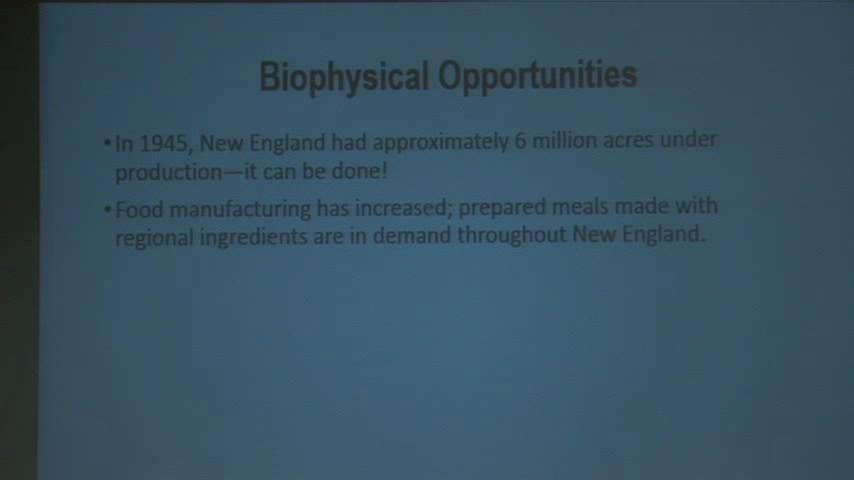 Biophysical Opportunities
•In 1945, New England had approximately 6 million acres under
production—it can be done!
•Food manufacturing has increased; prepared meals made with
regional ingredients are in demand throughout New England.